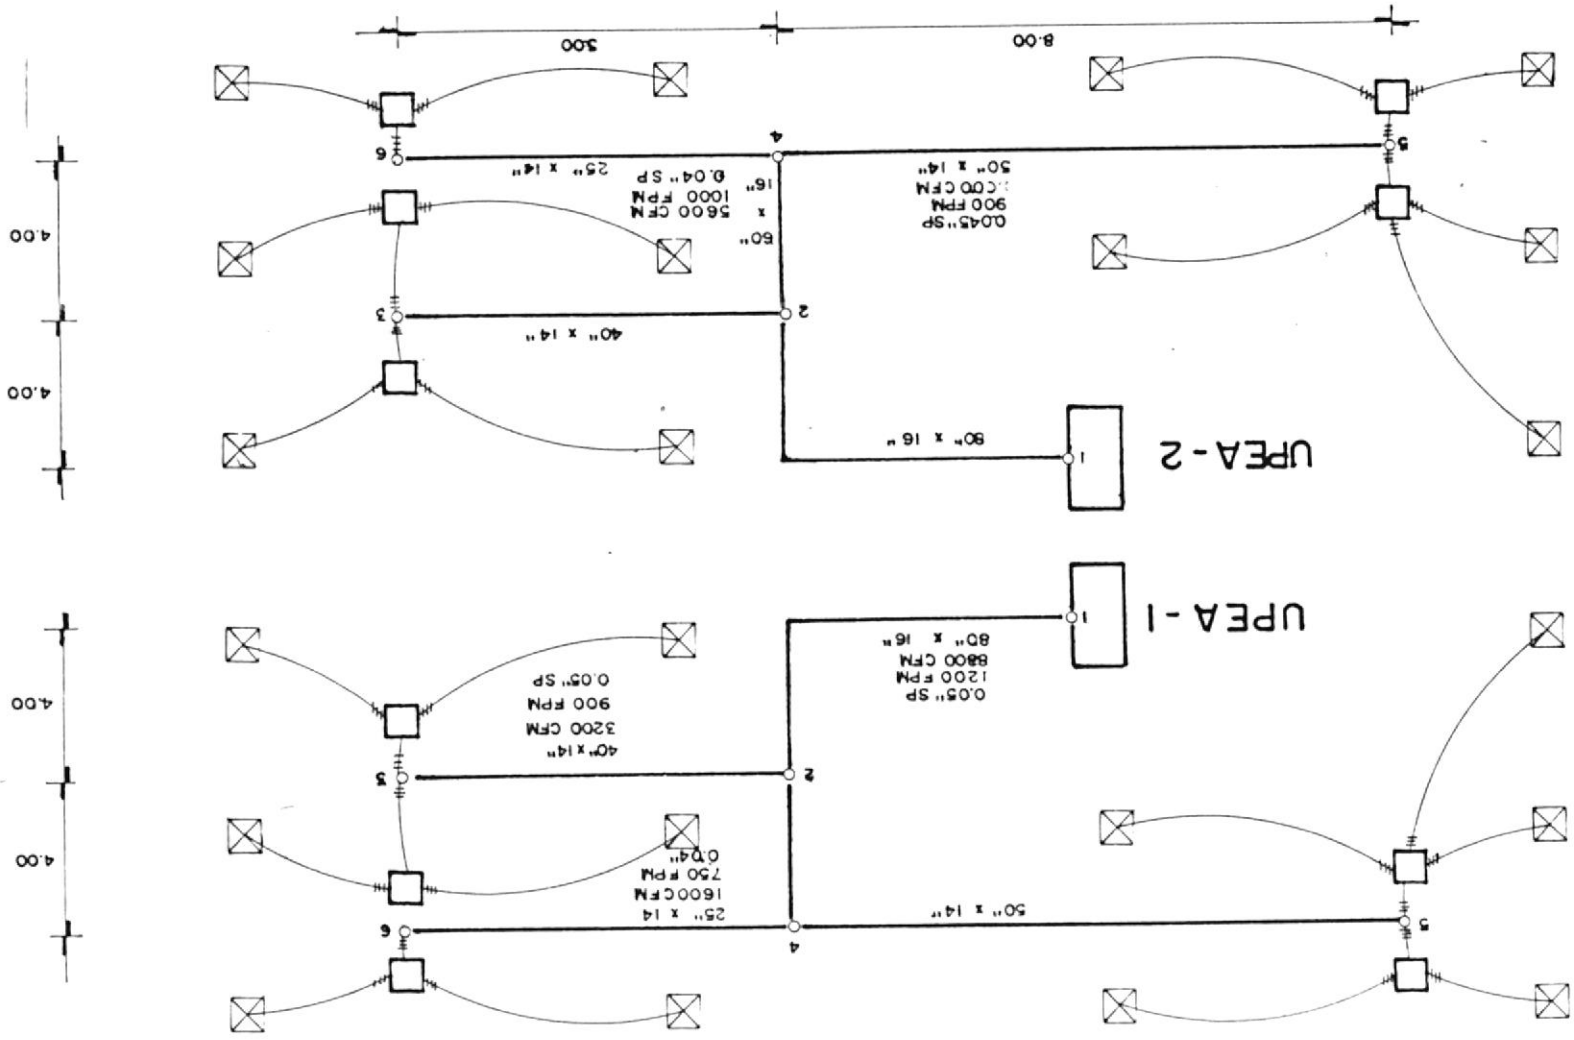 4
5
6
50" x 14"
25" x 14
1600 CFM
750 FPM
0.04"
4.00
2
3
40" x 14"
3200 CFM
900 FPM
0.05" SP
4.00
0.05" SP
1200 FPM
8800 CFM
80" x 16"
1
UPEA-1
UPEA-2
1
80" x 16"
4.00
40" x 14"
2
3
60"
x
16"
4.00
0.045" SP
900 FPM
CFM
50" x 14"
5600 CFM
1000 FPM
0.04" SP
25" x 14"
5
4
6
8.00
5.00